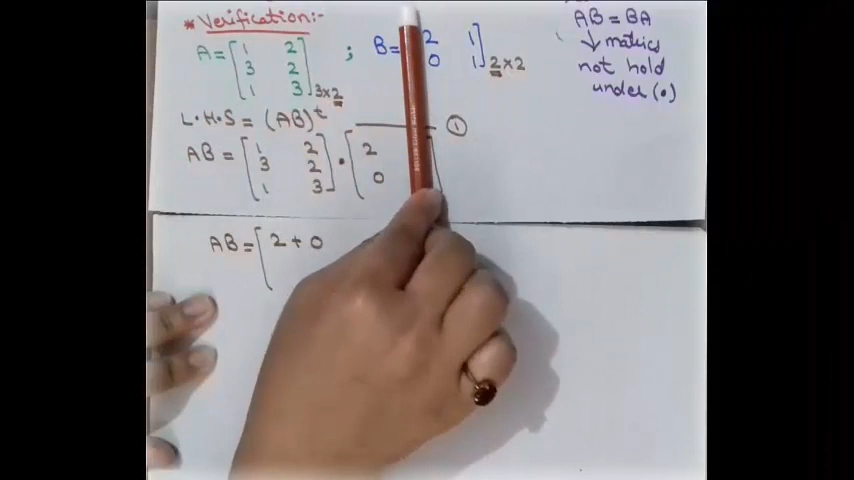 * Verification:-
A = [1 2
3 2
1 3]3×2 ; B = [2 1
0 1]2×2
L.H.S = (AB)^t ——— ①
AB = [1 2
3 2
1 3] · [2
0
AB = [2 + 0
AB = BA
↓ matrics
not hold
under (•)